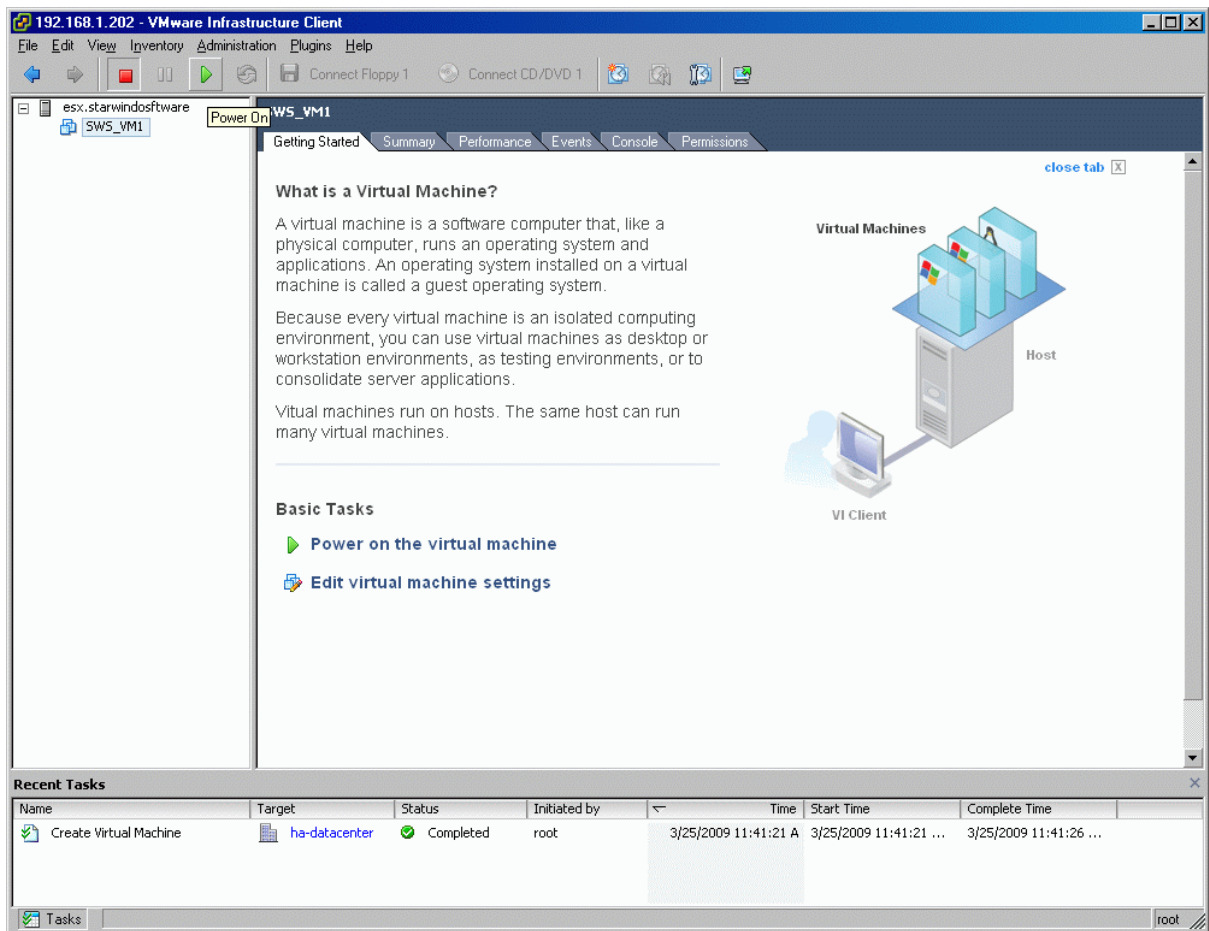 192.168.1.202 - VMware Infrastructure Client
File Edit View Inventory Administration Plugins Help
Connect Floppy 1 Connect CD/DVD 1
esx.starwindosftware
SWS_VM1
Power On
SWS_VM1
Getting Started Summary Performance Events Console Permissions
close tab X
What is a Virtual Machine?
A virtual machine is a software computer that, like a
physical computer, runs an operating system and
applications. An operating system installed on a virtual
machine is called a guest operating system.
Because every virtual machine is an isolated computing
environment, you can use virtual machines as desktop or
workstation environments, as testing environments, or to
consolidate server applications.
Vitual machines run on hosts. The same host can run
many virtual machines.
Virtual Machines
Host
VI Client
Basic Tasks
Power on the virtual machine
Edit virtual machine settings
Recent Tasks
Name Target Status Initiated by Time Start Time Complete Time
Create Virtual Machine ha-datacenter Completed root 3/25/2009 11:41:21 A 3/25/2009 11:41:21 ... 3/25/2009 11:41:26 ...
Tasks root